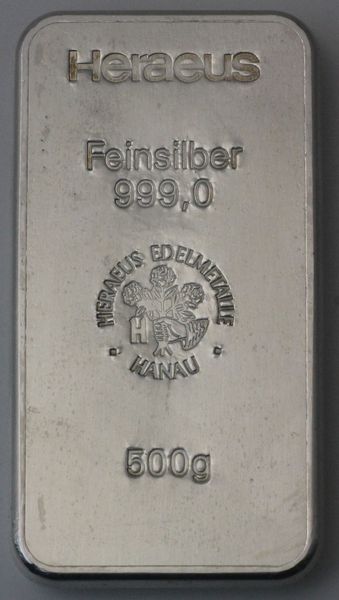 Heraeus
Feinsilber
999,0
HERAEUS EDELMETALLE
H
· HANAU ·
500g